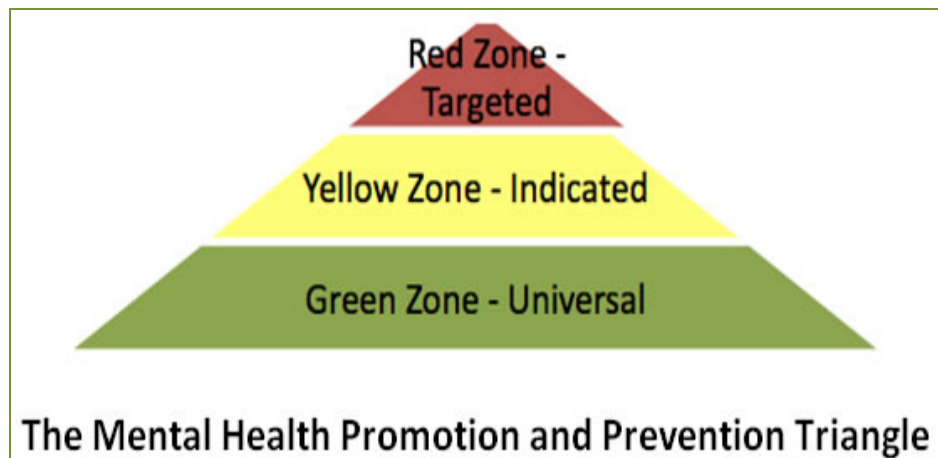 Red Zone -
Targeted
Yellow Zone - Indicated
Green Zone - Universal
The Mental Health Promotion and Prevention Triangle